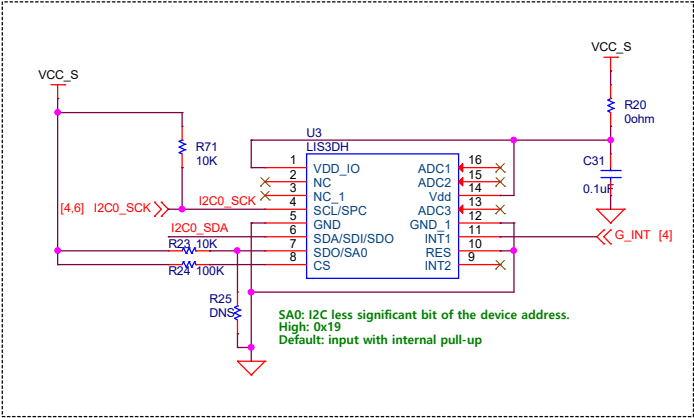 VCC_S
VCC_S
R20
0ohm
U3
LIS3DH
R71
10K
C31
0.1uF
1 VDD_IO ADC1 16
2 NC ADC2 15
3 NC_1 Vdd 14
[4,6] I2C0_SCK I2C0_SCK 4 SCL/SPC ADC3 13
5 GND GND_1 12
I2C0_SDA 6 SDA/SDI/SDO INT1 11 G_INT [4]
R23 10K 7 SDO/SA0 RES 10
R24 100K 8 CS INT2 9
R25
DNS
SA0: I2C less significant bit of the device address.
High: 0x19
Default: input with internal pull-up